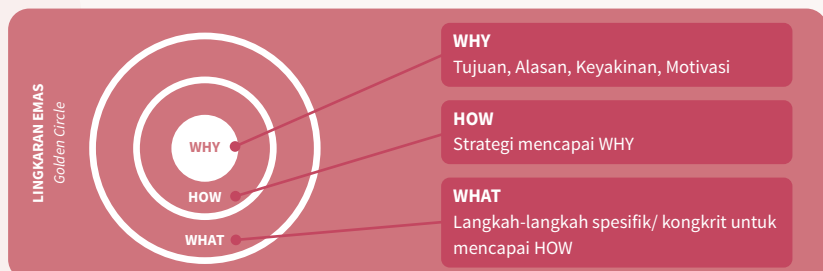 LINGKARAN EMAS
Golden Circle
WHY
HOW
WHAT
WHY
Tujuan, Alasan, Keyakinan, Motivasi
HOW
Strategi mencapai WHY
WHAT
Langkah-langkah spesifik/ kongkrit untuk
mencapai HOW